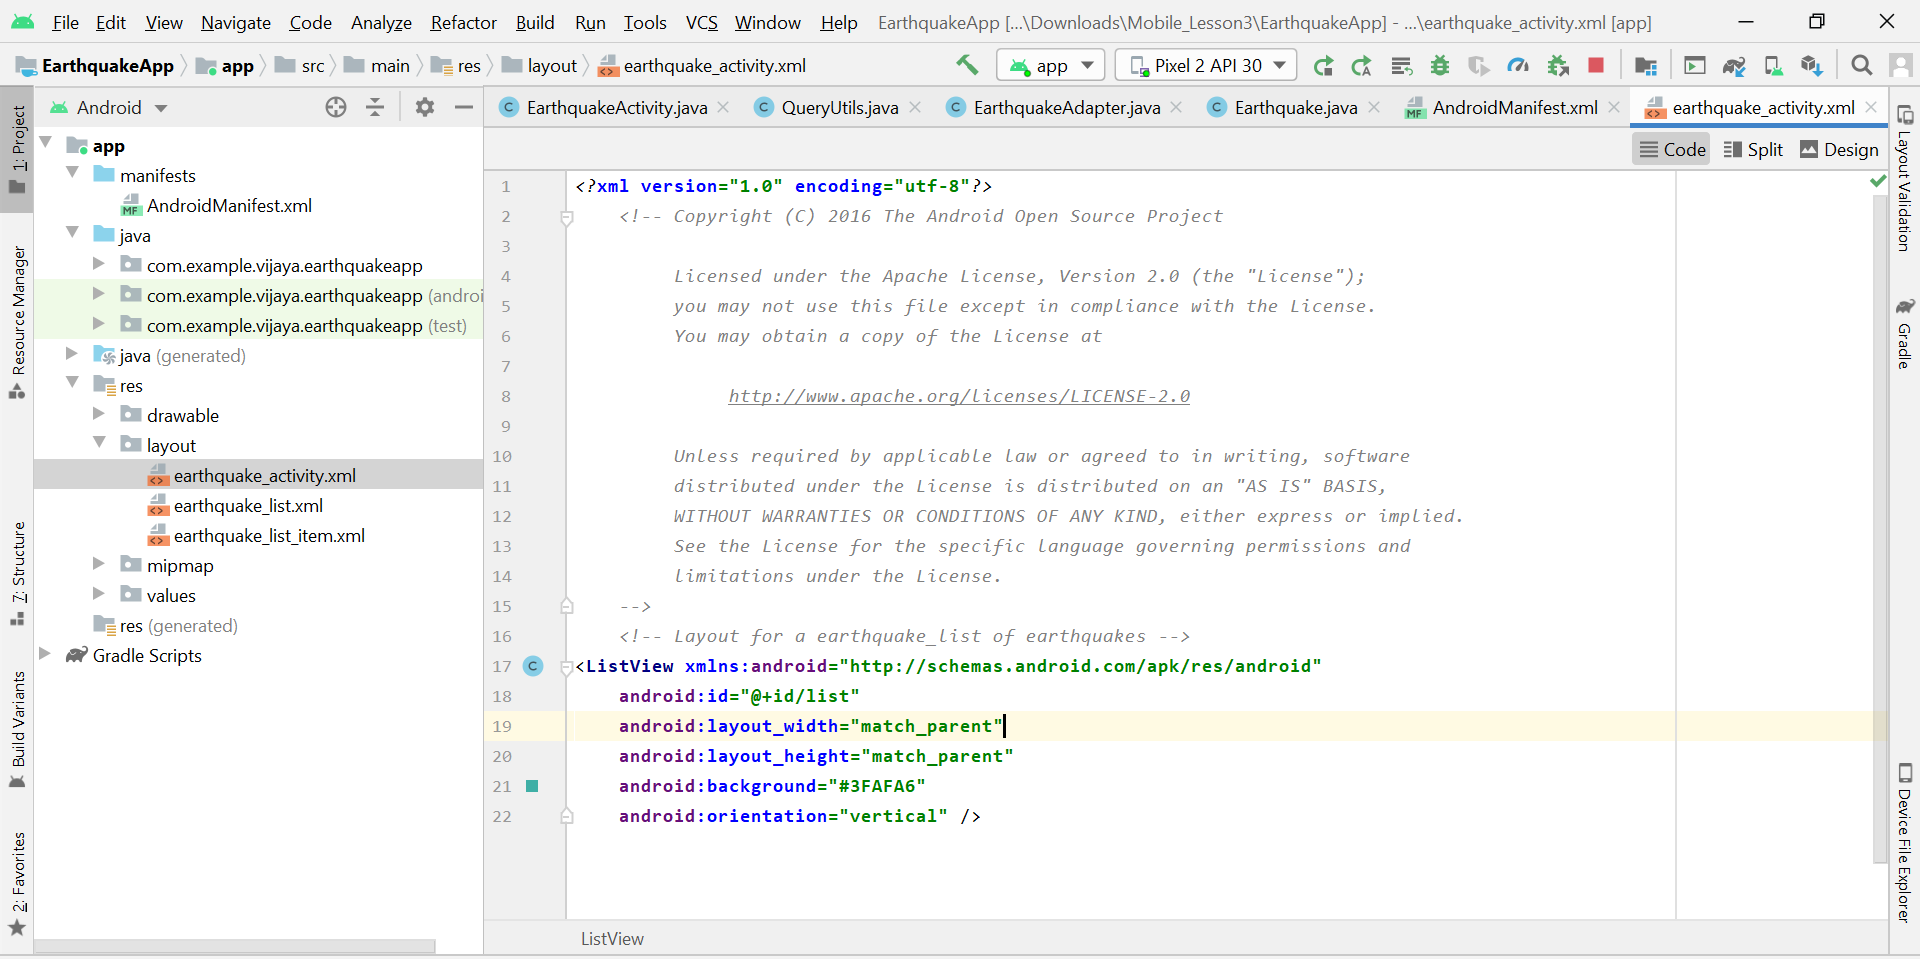 File Edit View Navigate Code Analyze Refactor Build Run Tools VCS Window Help EarthquakeApp [...\Downloads\Mobile_Lesson3\EarthquakeApp] - ...\earthquake_activity.xml [app]
EarthquakeApp app src main res layout earthquake_activity.xml app Pixel 2 API 30
Android EarthquakeActivity.java QueryUtils.java EarthquakeAdapter.java Earthquake.java AndroidManifest.xml earthquake_activity.xml
Code Split Design
1: Project
Resource Manager
7: Structure
Build Variants
2: Favorites
app
manifests
MF AndroidManifest.xml
java
com.example.vijaya.earthquakeapp
com.example.vijaya.earthquakeapp (androi
com.example.vijaya.earthquakeapp (test)
java (generated)
res
drawable
layout
earthquake_activity.xml
earthquake_list.xml
earthquake_list_item.xml
mipmap
values
res (generated)
Gradle Scripts
1 <?xml version="1.0" encoding="utf-8"?>
2 <!-- Copyright (C) 2016 The Android Open Source Project
3
4 Licensed under the Apache License, Version 2.0 (the "License");
5 you may not use this file except in compliance with the License.
6 You may obtain a copy of the License at
7
8 http://www.apache.org/licenses/LICENSE-2.0
9
10 Unless required by applicable law or agreed to in writing, software
11 distributed under the License is distributed on an "AS IS" BASIS,
12 WITHOUT WARRANTIES OR CONDITIONS OF ANY KIND, either express or implied.
13 See the License for the specific language governing permissions and
14 limitations under the License.
15 -->
16 <!-- Layout for a earthquake_list of earthquakes -->
17 C <ListView xmlns:android="http://schemas.android.com/apk/res/android"
18 android:id="@+id/list"
19 android:layout_width="match_parent"
20 android:layout_height="match_parent"
21 android:background="#3FAFA6"
22 android:orientation="vertical" />
ListView
Layout Validation
Gradle
Device File Explorer